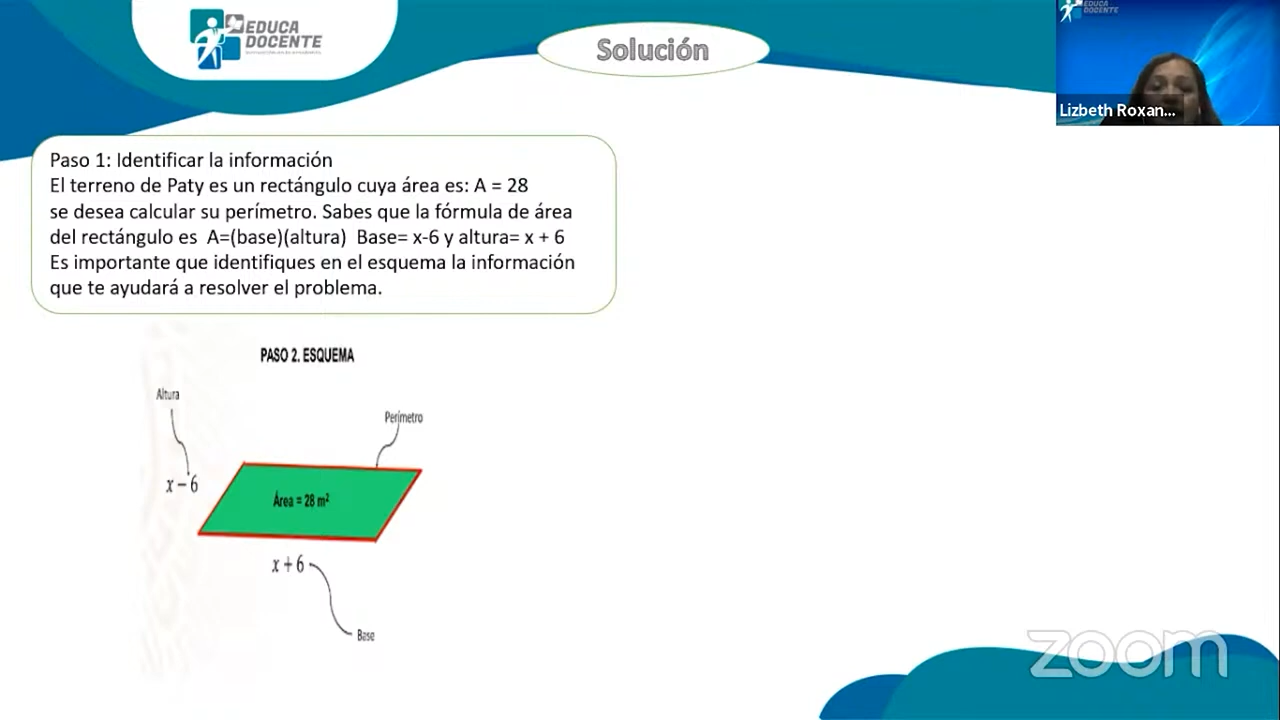 EDUCA
DOCENTE
Solución
EDUCA
DOCENTE
Lizbeth Roxan...
Paso 1: Identificar la información
El terreno de Paty es un rectángulo cuya área es: A = 28
se desea calcular su perímetro. Sabes que la fórmula de área
del rectángulo es A=(base)(altura) Base= x-6 y altura= x + 6
Es importante que identifiques en el esquema la información
que te ayudará a resolver el problema.
PASO 2. ESQUEMA
Altura
Perímetro
x – 6
Área = 28 m²
x + 6
Base
zoom